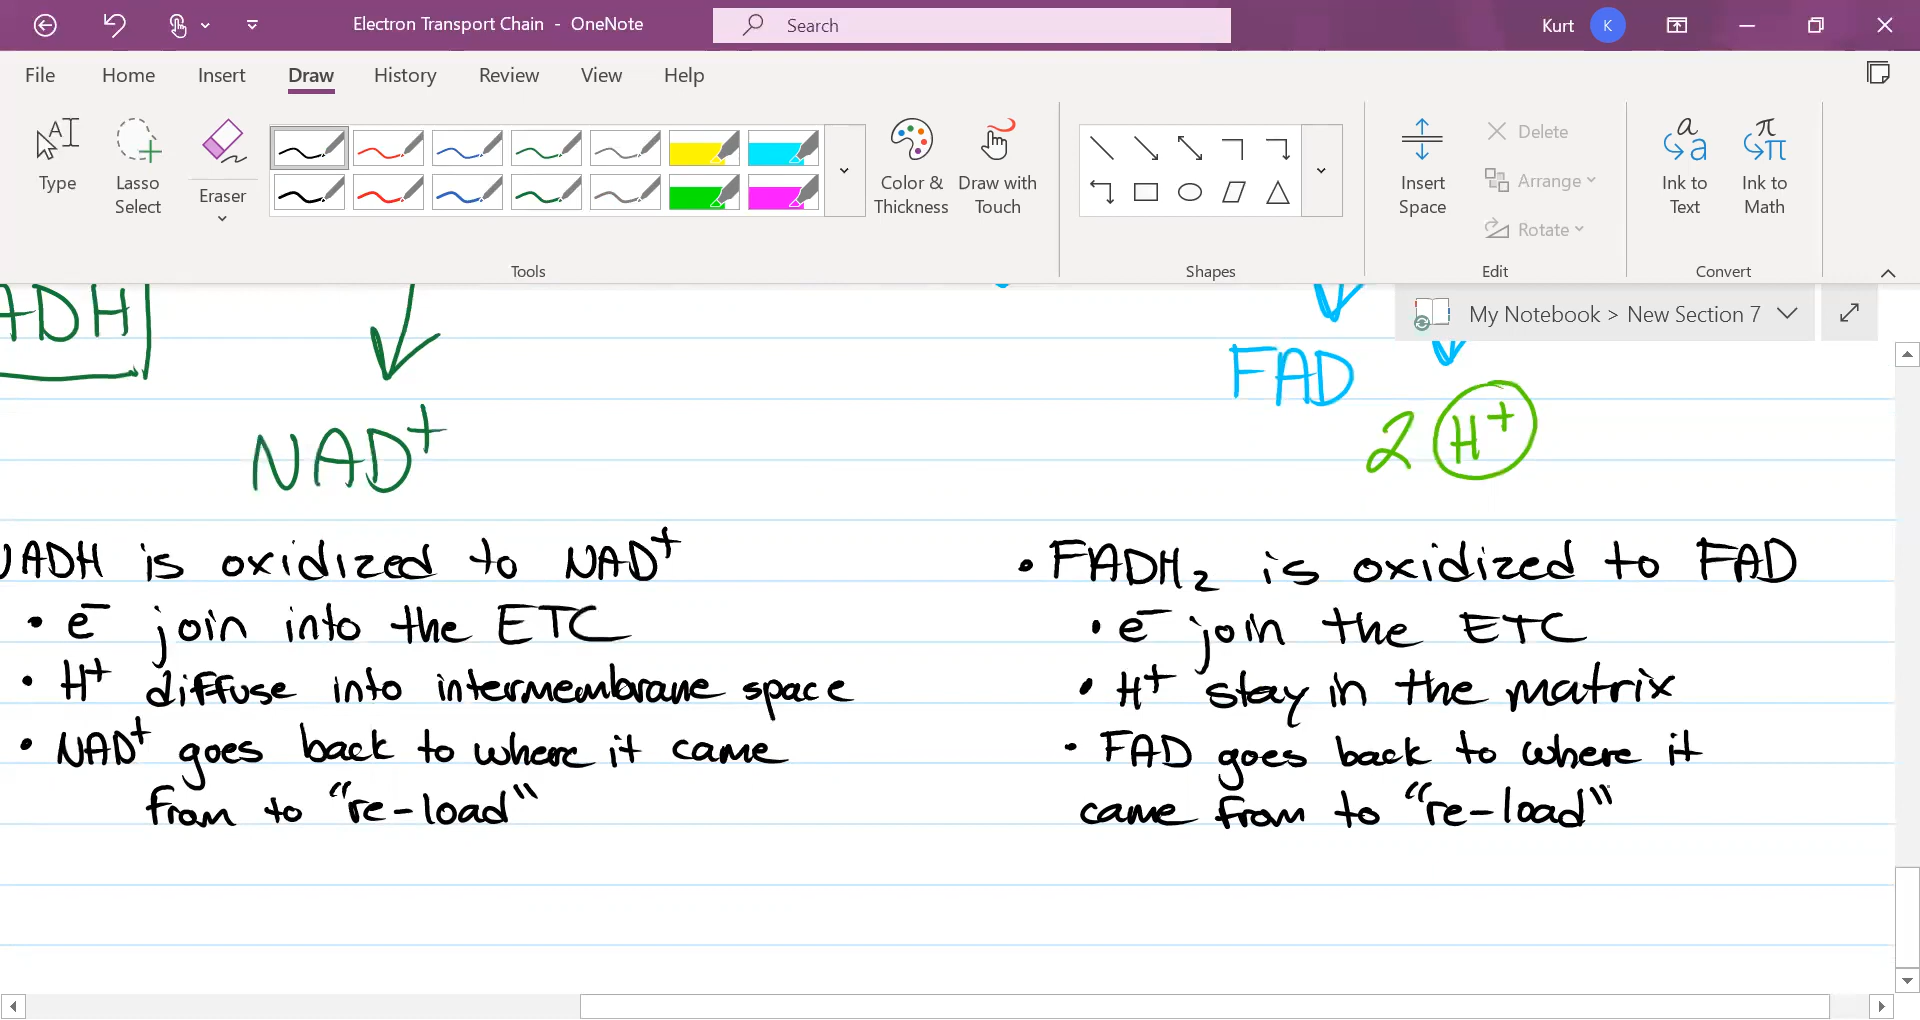 Electron Transport Chain - OneNote
Search
Kurt
K
File Home Insert Draw History Review View Help
Type
Lasso Select
Eraser
Color & Thickness
Draw with Touch
Insert Space
Delete
Arrange
Rotate
Ink to Text
Ink to Math
Tools
Shapes
Edit
Convert
My Notebook > New Section 7
ADH
NAD+
FAD
2 H+
NADH is oxidized to NAD+
• e- join into the ETC
• H+ diffuse into intermembrane space
• NAD+ goes back to where it came
from to "re-load"
• FADH2 is oxidized to FAD
• e- join the ETC
• H+ stay in the matrix
• FAD goes back to where it
came from to "re-load"